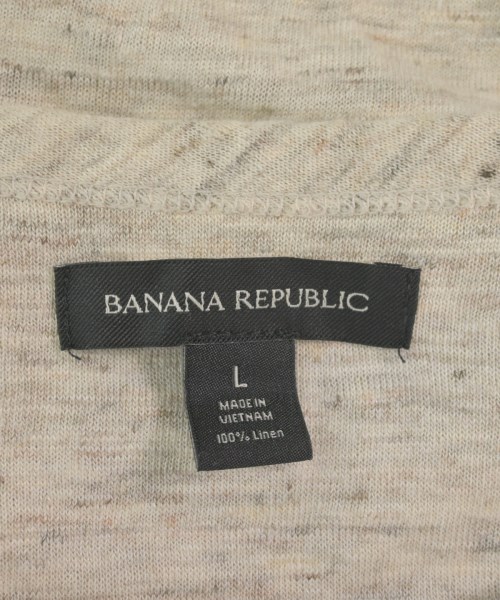 BANANA REPUBLIC
L
MADE IN
VIETNAM
100% Linen